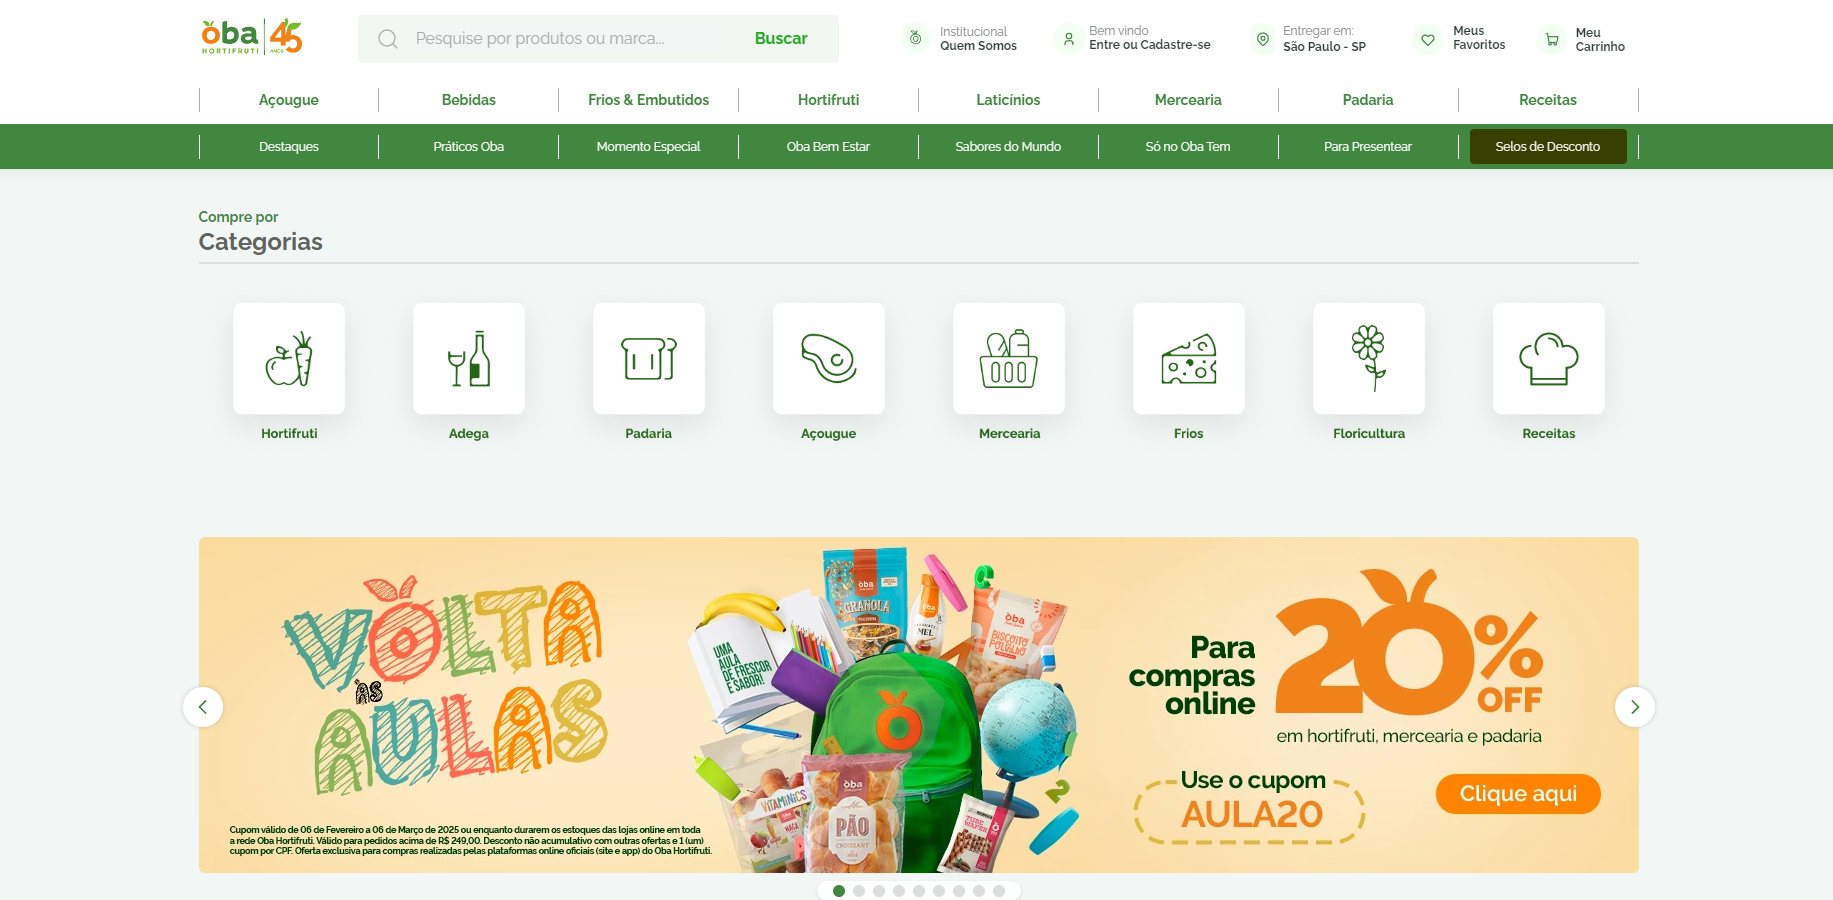 oba 45
HORTIFRUTI ANOS
Pesquise por produtos ou marca...
Buscar
Institucional
Quem Somos
Bem vindo
Entre ou Cadastre-se
Entregar em:
São Paulo - SP
Meus
Favoritos
Meu
Carrinho
Açougue
Bebidas
Frios & Embutidos
Hortifruti
Laticínios
Mercearia
Padaria
Receitas
Destaques
Práticos Oba
Momento Especial
Oba Bem Estar
Sabores do Mundo
Só no Oba Tem
Para Presentear
Selos de Desconto
Compre por
Categorias
Hortifruti
Adega
Padaria
Açougue
Mercearia
Frios
Floricultura
Receitas
VOLTA
ÀS
AULAS
Cupom válido de 06 de Fevereiro a 06 de Março de 2025 ou enquanto durarem os estoques das lojas online em toda
a rede Oba Hortifruti. Válido para pedidos acima de R$ 249,00. Desconto não acumulativo com outras ofertas e 1 (um)
cupom por CPF. Oferta exclusiva para compras realizadas pelas plataformas online oficiais (site e app) do Oba Hortifruti.
UMA
AULA
DE FRESCOR
E SABOR!
oba
GRANOLA
oba
MEL
oba
BISCOITO
POLVILHO
VITAMINICS
MAÇÃ
oba
PÃO
CROISSANT
TUBE
WAFER
Para
compras
online
20%
OFF
em hortifruti, mercearia e padaria
Use o cupom
AULA20
Clique aqui